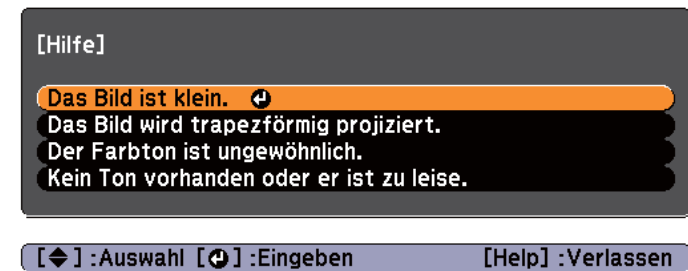 [Hilfe]
Das Bild ist klein.
Das Bild wird trapezförmig projiziert.
Der Farbton ist ungewöhnlich.
Kein Ton vorhanden oder er ist zu leise.
[◆] :Auswahl [↵] :Eingeben [Help] :Verlassen